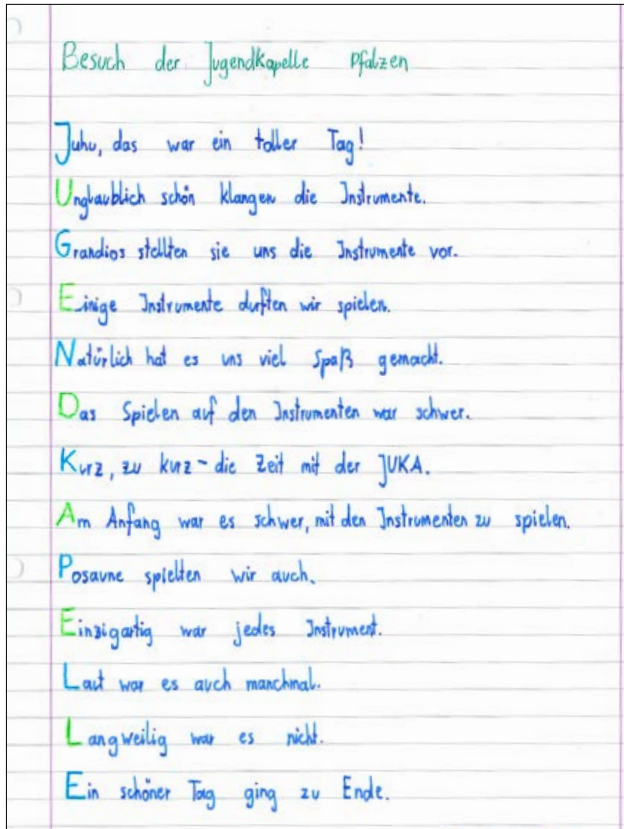 Besuch der Jugendkapelle Pfalzen
Juhu, das war ein toller Tag!
Unglaublich schön klangen die Instrumente.
Grandios stellten sie uns die Instrumente vor.
Einige Instrumente durften wir spielen.
Natürlich hat es uns viel Spaß gemacht.
Das Spielen auf den Instrumenten war schwer.
Kurz, zu kurz - die Zeit mit der JUKA.
Am Anfang war es schwer, mit den Instrumenten zu spielen.
Posaune spielten wir auch.
Einzigartig war jedes Instrument.
Laut war es auch manchmal.
Langweilig war es nicht.
Ein schöner Tag ging zu Ende.